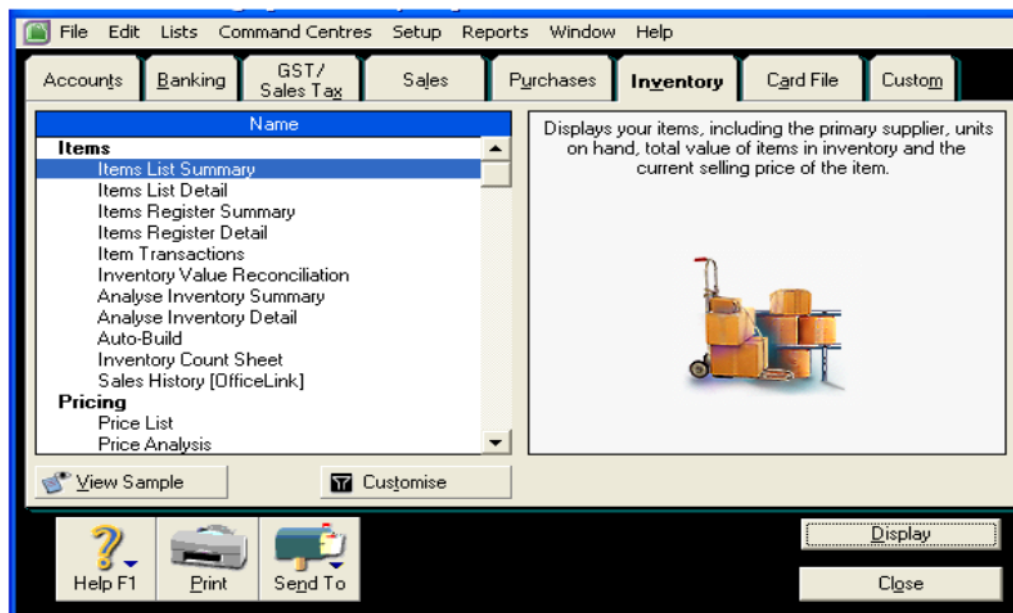 File Edit Lists Command Centres Setup Reports Window Help
Accounts Banking GST/ Sales Tax Sales Purchases Inventory Card File Custom
Name
Items
Items List Summary
Items List Detail
Items Register Summary
Items Register Detail
Item Transactions
Inventory Value Reconciliation
Analyse Inventory Summary
Analyse Inventory Detail
Auto-Build
Inventory Count Sheet
Sales History [OfficeLink]
Pricing
Price List
Price Analysis
Displays your items, including the primary supplier, units
on hand, total value of items in inventory and the
current selling price of the item.
View Sample Customise
Help F1 Print Send To
Display
Close